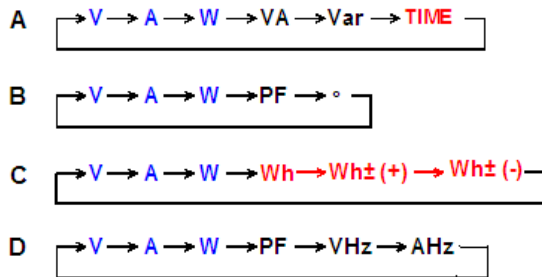 A V A W VA Var TIME
B V A W PF °
C V A W Wh Wh± (+) Wh± (-)
D V A W PF VHz AHz